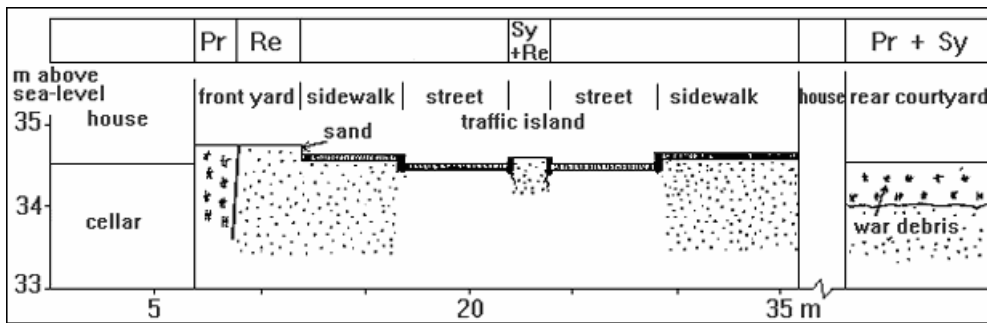 Pr Re Sy +Re Pr + Sy
m above
sea-level
front yard sidewalk street street sidewalk house rear courtyard
traffic island
35
house
sand
34
cellar
war debris
33
5 20 35 m